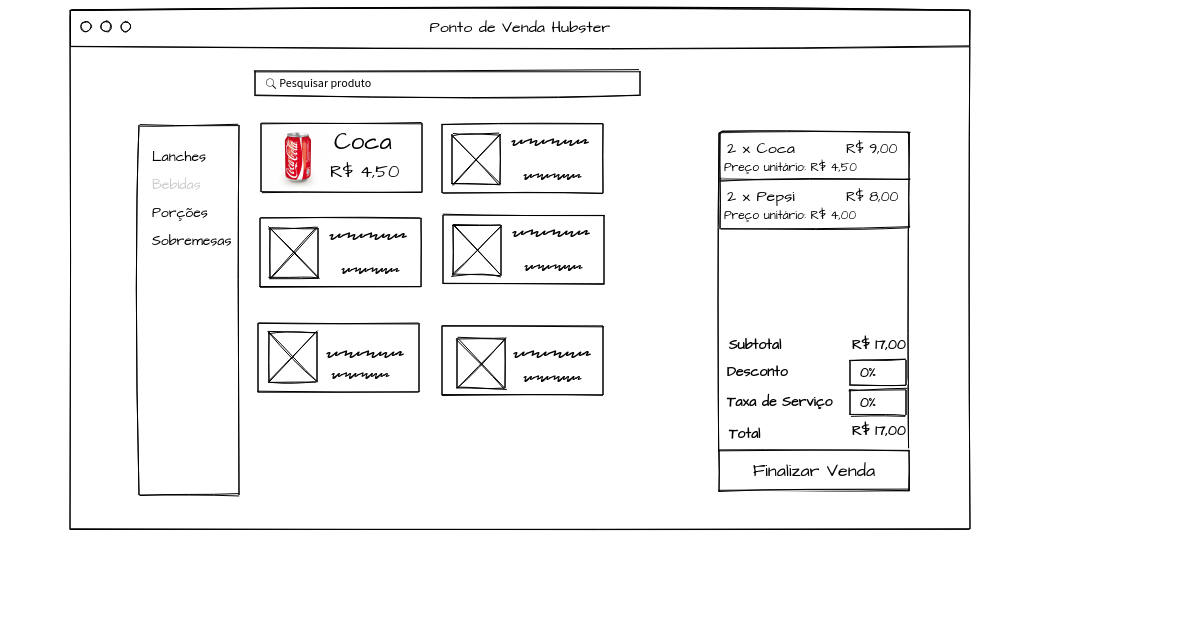 Ponto de Venda Hubster
Pesquisar produto
Lanches
Bebidas
Porções
Sobremesas
Coca-Cola
Coca
R$ 4,50
2 x Coca R$ 9,00
Preço unitário: R$ 4,50
2 x Pepsi R$ 8,00
Preço unitário: R$ 4,00
Subtotal R$ 17,00
Desconto 0%
Taxa de Serviço 0%
Total R$ 17,00
Finalizar Venda